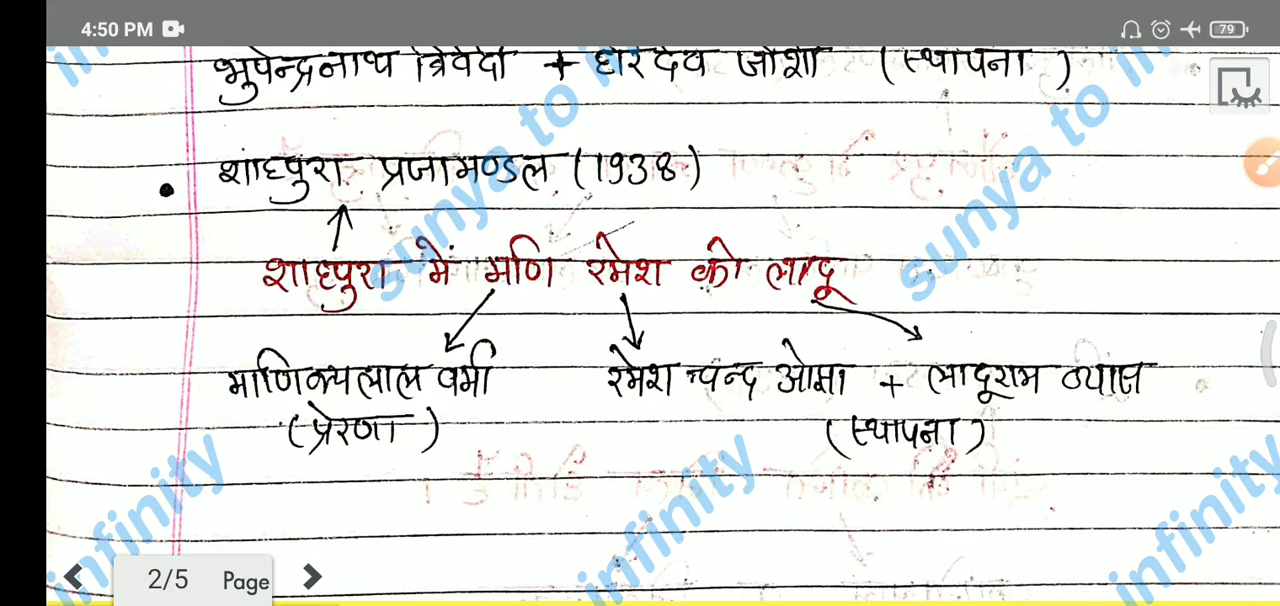 4:50 PM 79
भुपेन्द्रनाथ त्रिवेदी + हरिदेव जोशी (स्थापना)
शाहपुरा प्रजामण्डल (1938)
शाहपुरा में मणि रमेश को लादू
माणिक्यलाल वर्मा रमेश चन्द ओझा + लादूराम व्यास
(प्रेरणा) (स्थापना)
sunya to infinity
2/5 Page